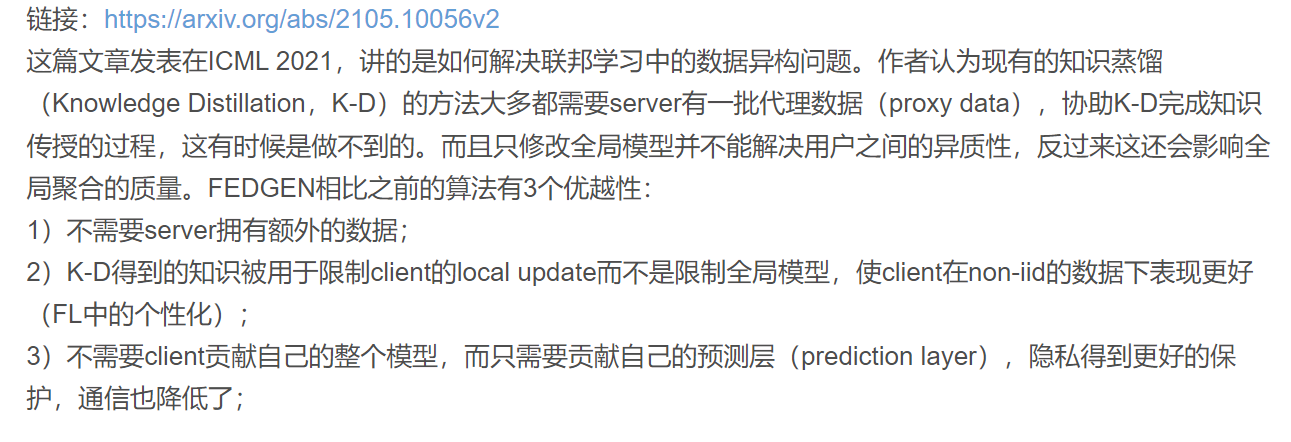 链接：https://arxiv.org/abs/2105.10056v2
这篇文章发表在ICML 2021，讲的是如何解决联邦学习中的数据异构问题。作者认为现有的知识蒸馏
（Knowledge Distillation，K-D）的方法大多都需要server有一批代理数据（proxy data），协助K-D完成知识
传授的过程，这有时候是做不到的。而且只修改全局模型并不能解决用户之间的异质性，反过来这还会影响全
局聚合的质量。FEDGEN相比之前的算法有3个优越性：
1）不需要server拥有额外的数据；
2）K-D得到的知识被用于限制client的local update而不是限制全局模型，使client在non-iid的数据下表现更好
（FL中的个性化）；
3）不需要client贡献自己的整个模型，而只需要贡献自己的预测层（prediction layer），隐私得到更好的保
护，通信也降低了；